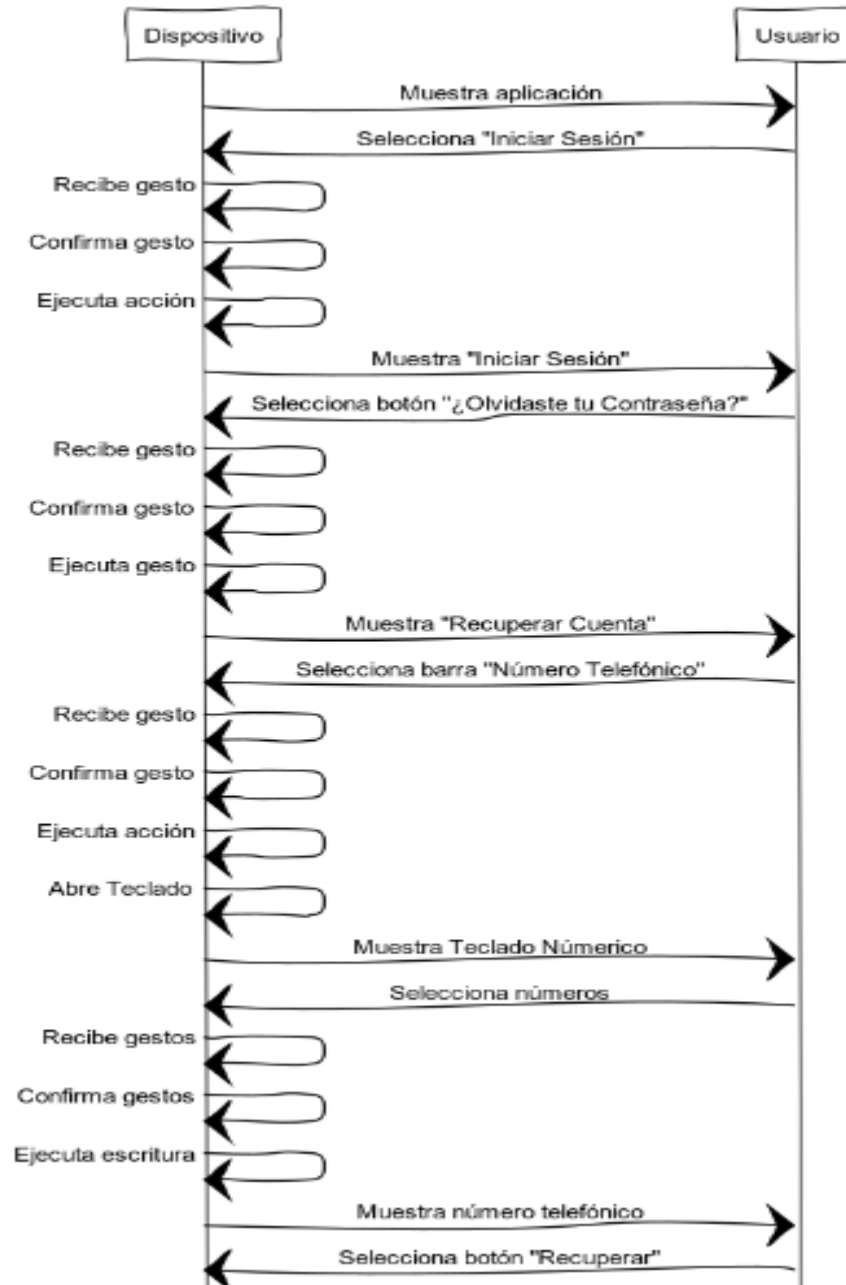 Dispositivo
Usuario
Muestra aplicación
Selecciona "Iniciar Sesión"
Recibe gesto
Confirma gesto
Ejecuta acción
Muestra "Iniciar Sesión"
Selecciona botón "¿Olvidaste tu Contraseña?"
Recibe gesto
Confirma gesto
Ejecuta gesto
Muestra "Recuperar Cuenta"
Selecciona barra "Número Telefónico"
Recibe gesto
Confirma gesto
Ejecuta acción
Abre Teclado
Muestra Teclado Númerico
Selecciona números
Recibe gestos
Confirma gestos
Ejecuta escritura
Muestra número telefónico
Selecciona botón "Recuperar"